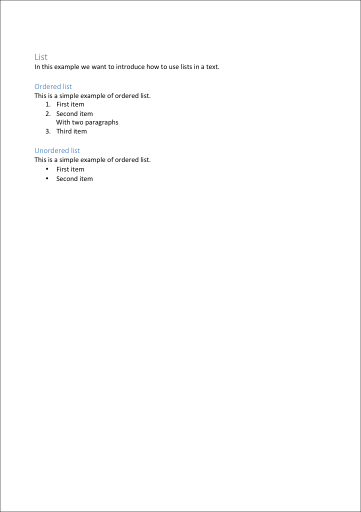 List
In this example we want to introduce how to use lists in a text.
Ordered list
This is a simple example of ordered list.
1. First item
2. Second item
With two paragraphs
3. Third item
Unordered list
This is a simple example of ordered list.
• First item
• Second item